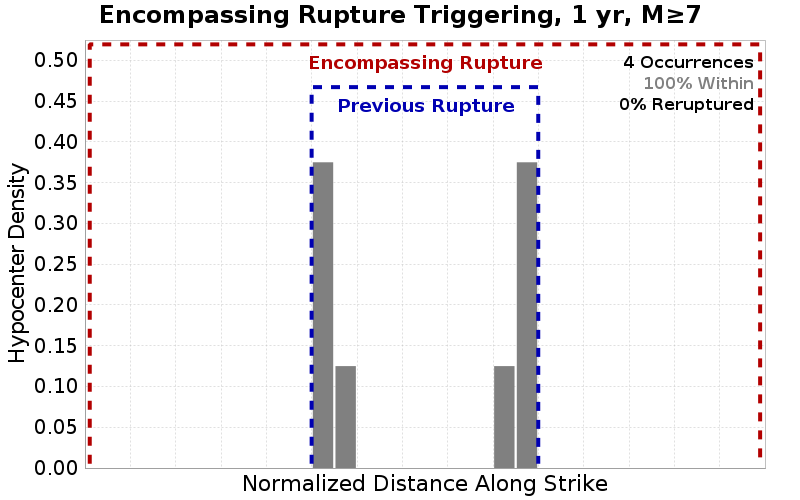 Encompassing Rupture Triggering, 1 yr, M≥7
Encompassing Rupture
4 Occurrences
100% Within
0% Reruptured
Previous Rupture
Hypocenter Density
0.50
0.45
0.40
0.35
0.30
0.25
0.20
0.15
0.10
0.05
0.00
Normalized Distance Along Strike